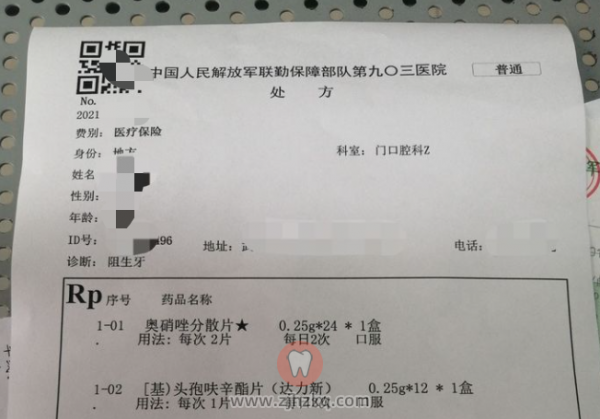 中国人民解放军联勤保障部队第九〇三医院
普通
处 方
No.
2021
费别: 医疗保险
身份: 地方
科室: 门口腔科Z
姓名
性别:
年龄:
ID号: 96
地址:
电话:
诊断: 阻生牙
Rp 序号 药品名称
1-01 奥硝唑分散片★ 0.25g*24 * 1盒
. 用法: 每次 2片 每日2次 口服
1-02 [基]头孢呋辛酯片（达力新） 0.25g*12 * 1盒
. 用法: 每次 1片 每日2次 口服